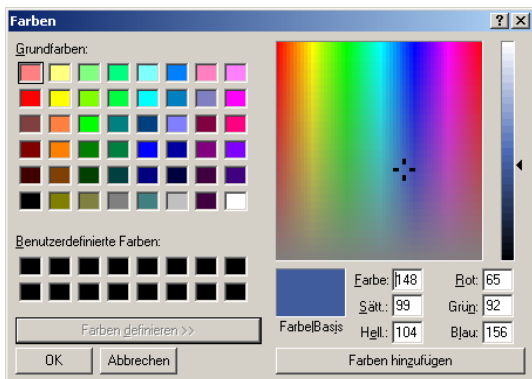 Farben
Grundfarben:
Benutzerdefinierte Farben:
Farben definieren >>
OK
Abbrechen
Farbe|Basis
Farbe: 148
Sätt.: 99
Hell.: 104
Rot: 65
Grün: 92
Blau: 156
Farben hinzufügen